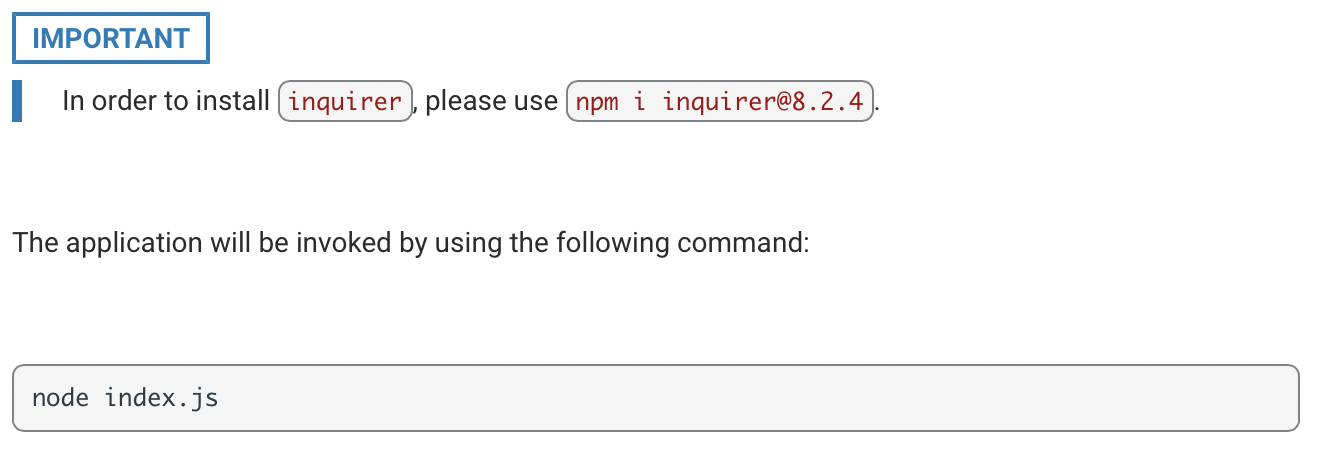 IMPORTANT
In order to install inquirer, please use npm i inquirer@8.2.4.
The application will be invoked by using the following command:
node index.js